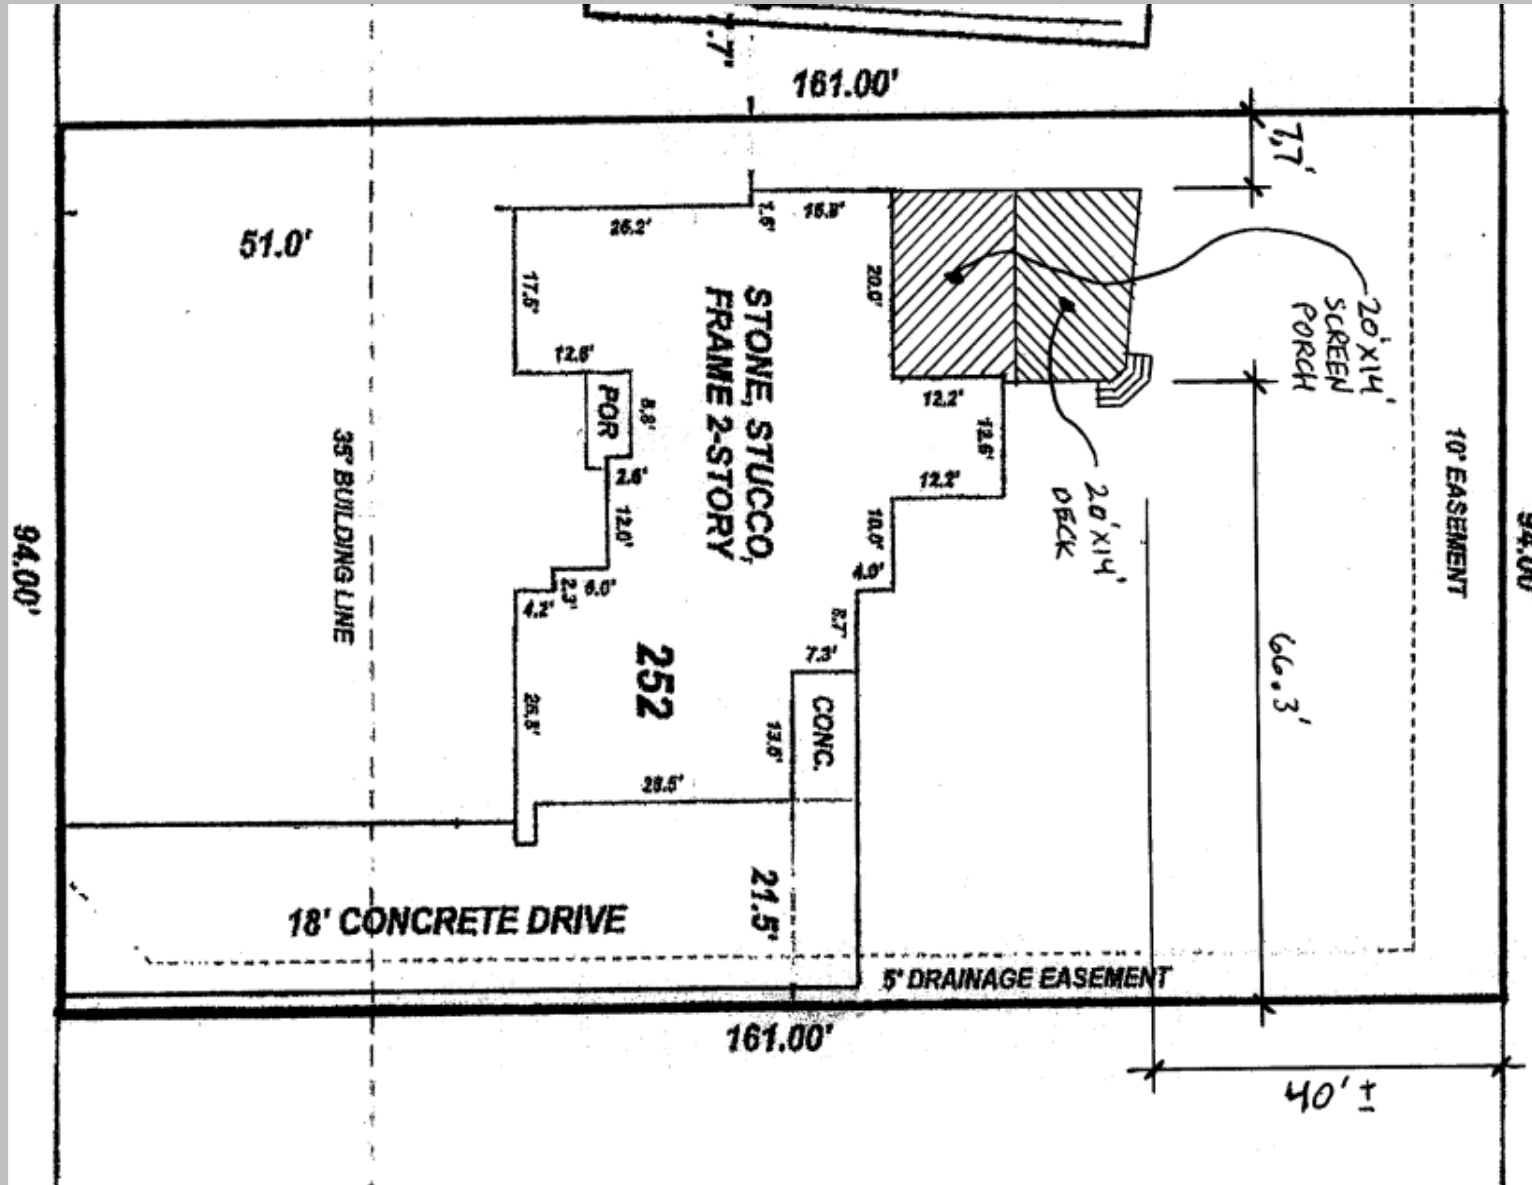 .7'
161.00'
7,7'
51.0'
26.2'
1.6'
15.8'
17.5'
20.0'
12.6'
POR
8.8'
2.6'
12.0'
6.0'
2.3'
4.2'
STONE, STUCCO,
FRAME 2-STORY
20'X14'
SCREEN
PORCH
12.2'
12.6'
12.2'
20'X14'
DECK
10.0'
4.0'
8.7'
7.3'
CONC.
13.6'
35' BUILDING LINE
94.00'
10' EASEMENT
94.00'
252
66.3'
28.5'
21.5'
18' CONCRETE DRIVE
5' DRAINAGE EASEMENT
161.00'
40' ±